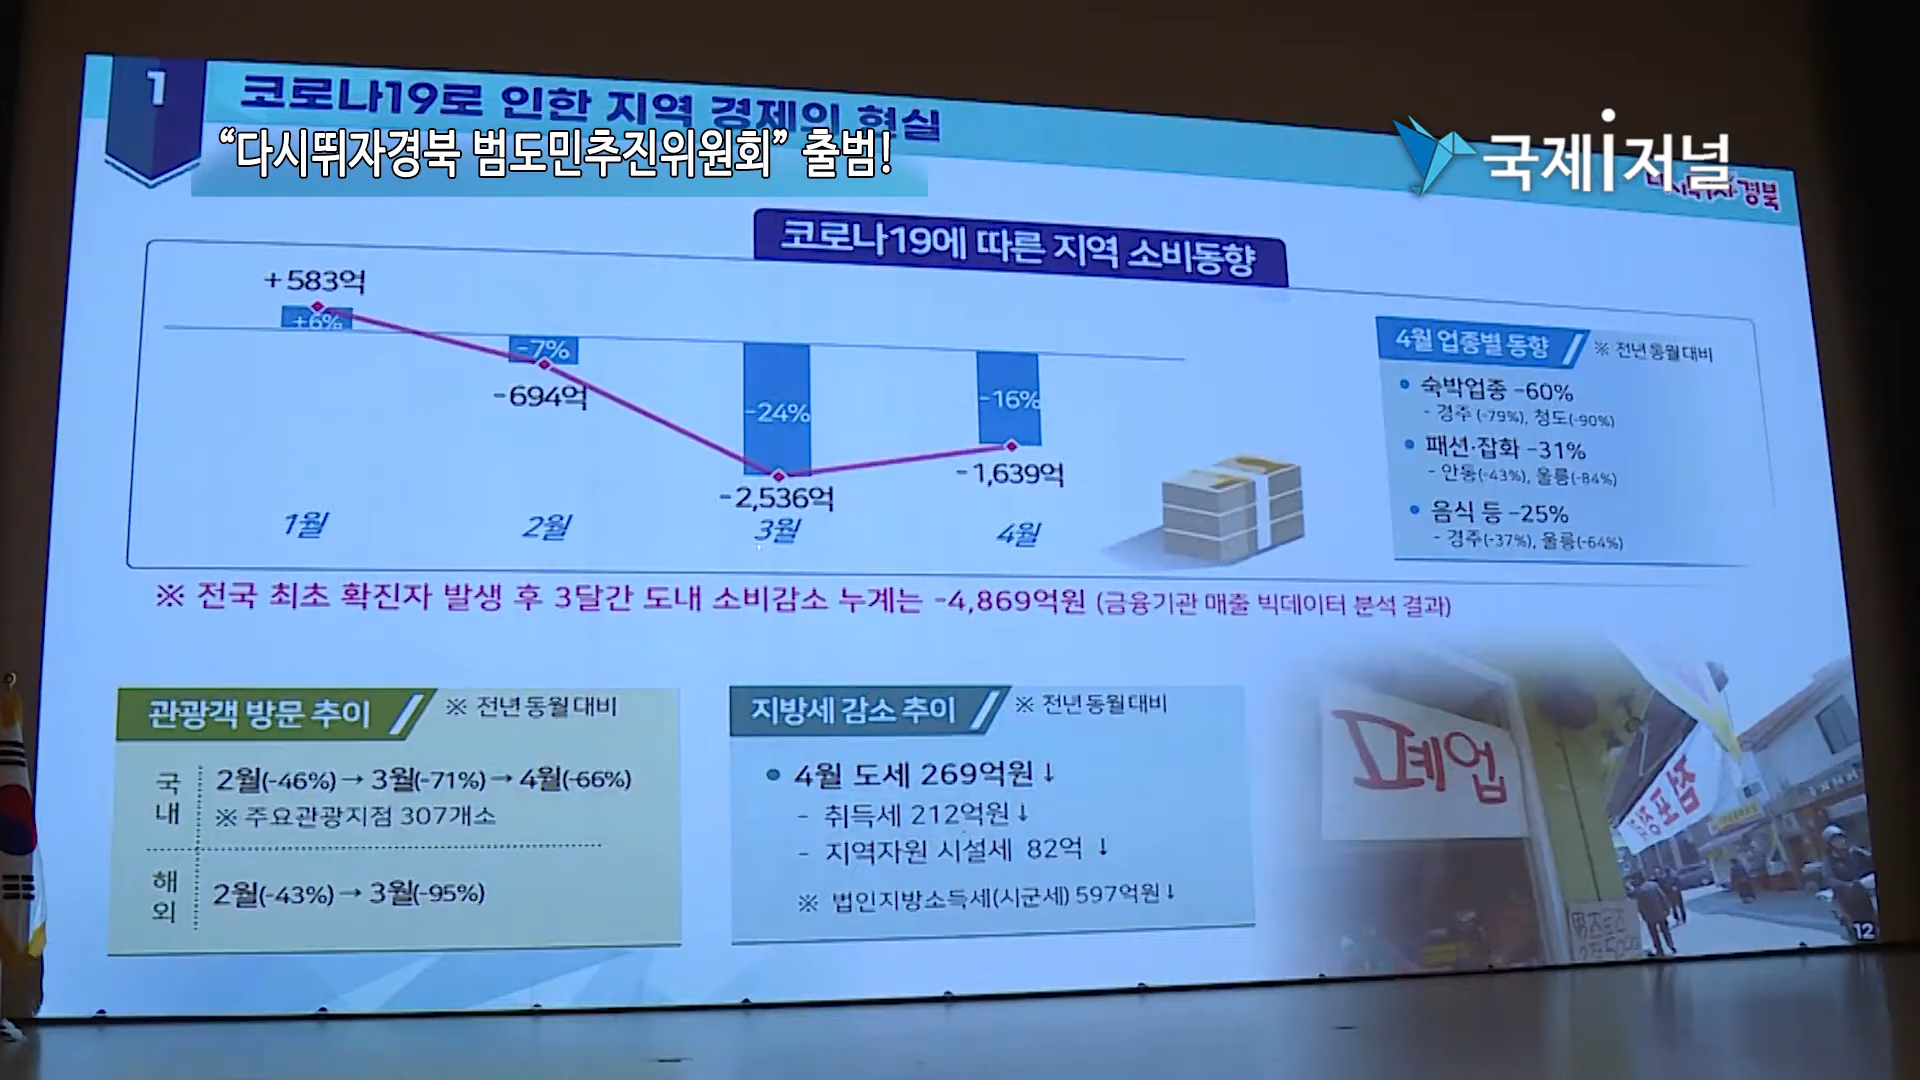 1
코로나19로 인한 지역 경제의 현실
“다시뛰자경북 범도민추진위원회” 출범!
국제i저널
경북
코로나19에 따른 지역 소비동향
+583억
+6%
-7%
-694억
-24%
-2,536억
-16%
-1,639억
1월
2월
3월
4월
4월 업종별 동향
※ 전년동월대비
• 숙박업종 -60%
- 경주(-79%), 청도(-90%)
• 패션·잡화 -31%
- 안동(-43%), 울릉(-84%)
• 음식 등 -25%
- 경주(-37%), 울릉(-64%)
※ 전국 최초 확진자 발생 후 3달간 도내 소비감소 누계는 -4,869억원 (금융기관 매출 빅데이터 분석 결과)
관광객 방문 추이
※ 전년동월대비
국내
2월(-46%)→3월(-71%)→4월(-66%)
※ 주요관광지점 307개소
해외
2월(-43%)→3월(-95%)
지방세 감소 추이
※ 전년동월대비
• 4월 도세 269억원↓
- 취득세 212억원↓
- 지역자원 시설세 82억 ↓
※ 법인지방소득세(시군세) 597억원↓
폐업
12